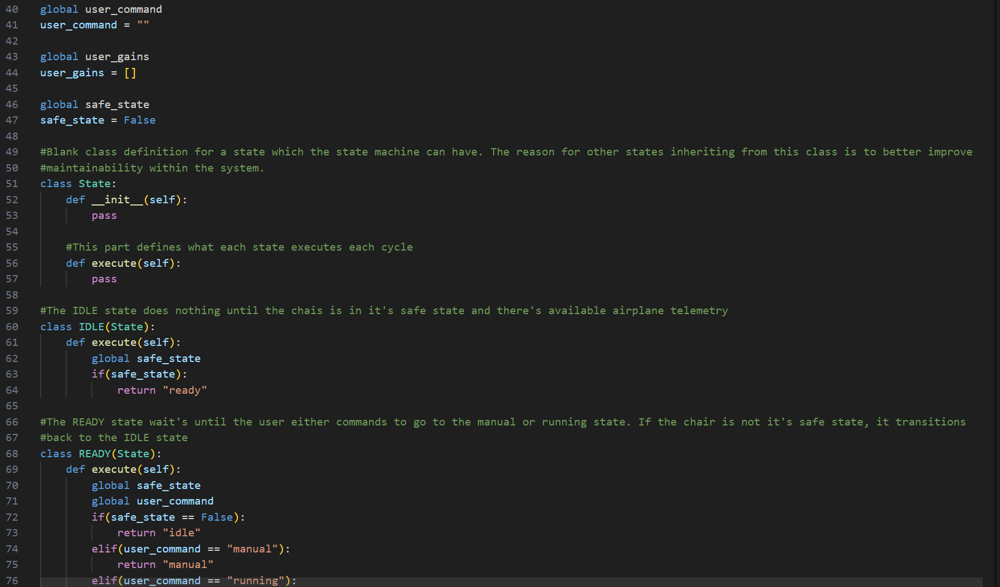 40 global user_command
41 user_command = ""
42
43 global user_gains
44 user_gains = []
45
46 global safe_state
47 safe_state = False
48
49 #Blank class definition for a state which the state machine can have. The reason for other states inheriting from this class is to better improve
50 #maintainability within the system.
51 class State:
52     def __init__(self):
53         pass
54
55     #This part defines what each state executes each cycle
56     def execute(self):
57         pass
58
59 #The IDLE state does nothing until the chais is in it's safe state and there's available airplane telemetry
60 class IDLE(State):
61     def execute(self):
62         global safe_state
63         if(safe_state):
64             return "ready"
65
66 #The READY state wait's until the user either commands to go to the manual or running state. If the chair is not it's safe state, it transitions
67 #back to the IDLE state
68 class READY(State):
69     def execute(self):
70         global safe_state
71         global user_command
72         if(safe_state == False):
73             return "idle"
74         elif(user_command == "manual"):
75             return "manual"
76         elif(user_command == "running"):